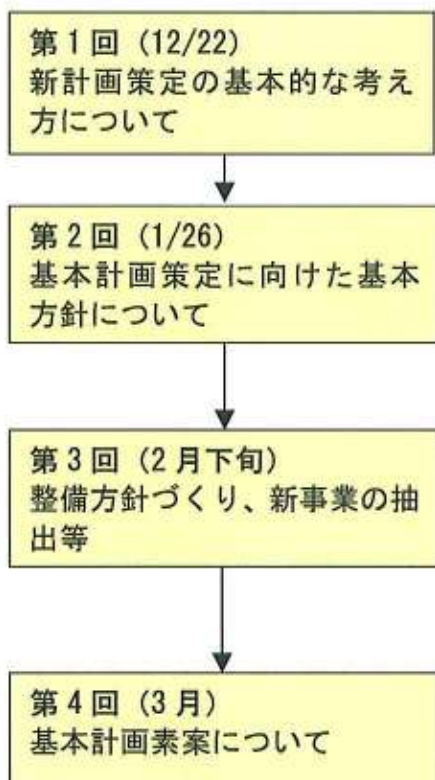 第1回（12/22）
新計画策定の基本的な考え
方について
第2回（1/26）
基本計画策定に向けた基本
方針について
第3回（2月下旬）
整備方針づくり、新事業の抽
出等
第4回（3月）
基本計画素案について